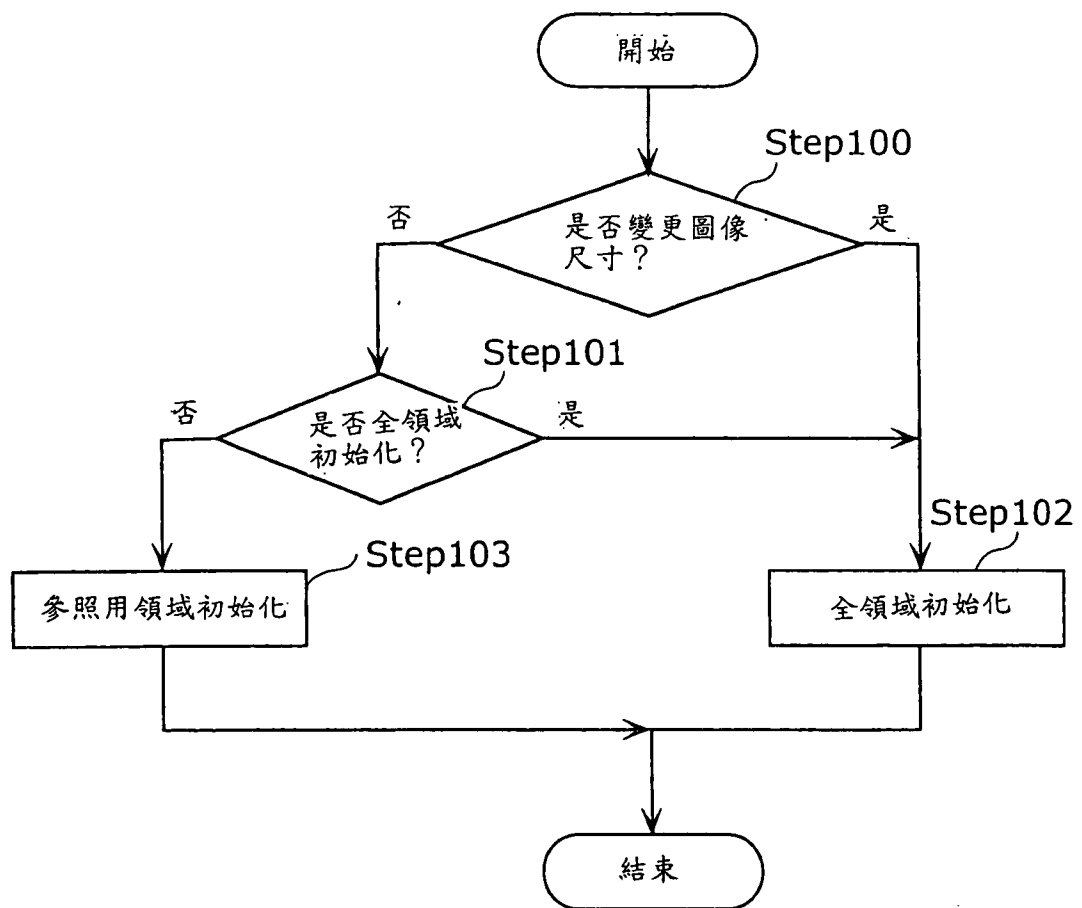 開始
Step100
否
是否變更圖像
尺寸？
是
Step101
否
是否全領域
初始化？
是
Step102
Step103
參照用領域初始化
全領域初始化
結束